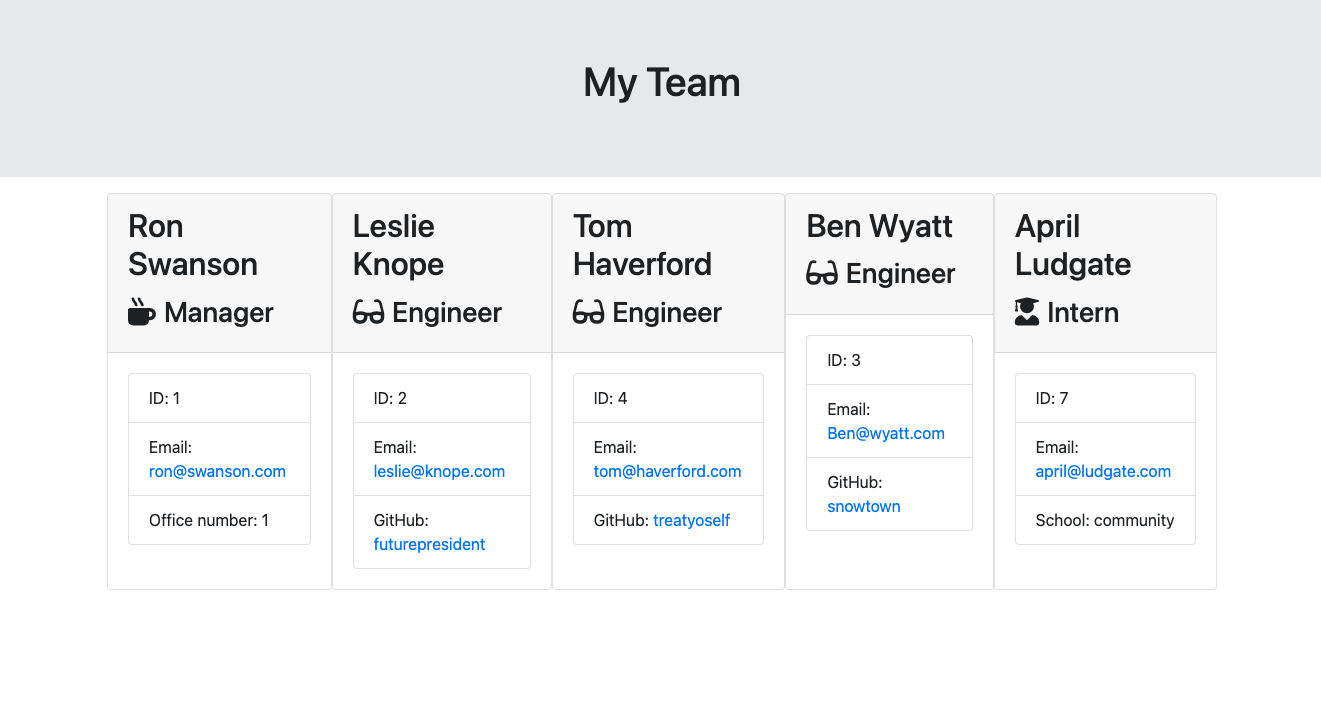 My Team
Ron
Swanson
Manager
ID: 1
Email:
ron@swanson.com
Office number: 1
Leslie
Knope
Engineer
ID: 2
Email:
leslie@knope.com
GitHub:
futurepresident
Tom
Haverford
Engineer
ID: 4
Email:
tom@haverford.com
GitHub: treatyoself
Ben Wyatt
Engineer
ID: 3
Email:
Ben@wyatt.com
GitHub:
snowtown
April
Ludgate
Intern
ID: 7
Email:
april@ludgate.com
School: community